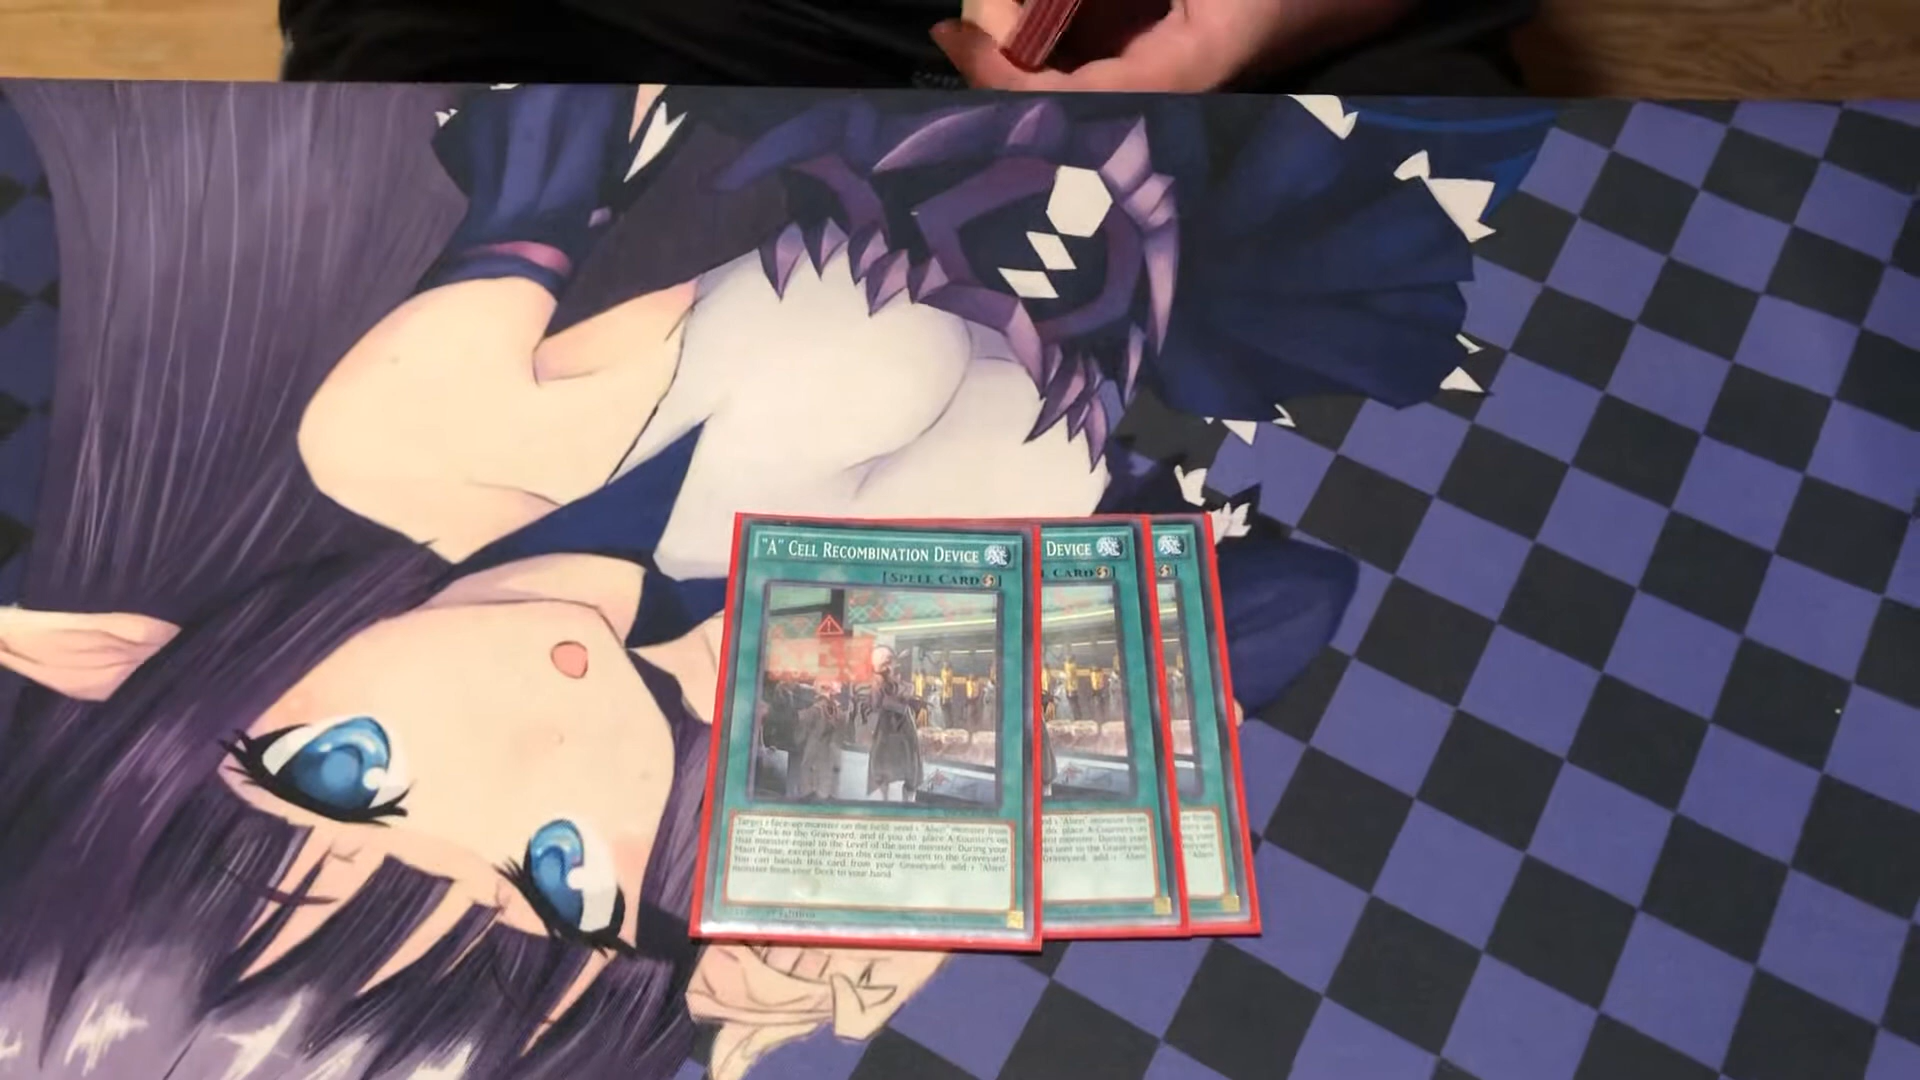 "A" CELL RECOMBINATION DEVICE
[SPELL CARD]
Target 1 face-up monster on the field; send 1 "Alien" monster from
your Deck to the Graveyard, and if you do, place A-Counters on
that monster equal to the Level of the sent monster. During your
Main Phase, except the turn this card was sent to the Graveyard:
You can banish this card from your Graveyard; add 1 "Alien"
monster from your Deck to your hand.
Edition
DEVICE
CARD]